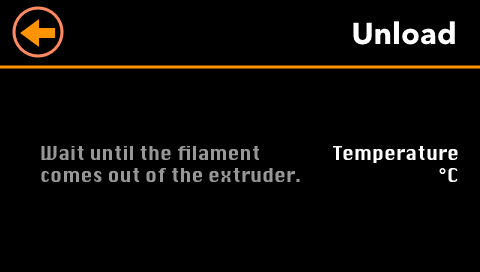 Unload
Wait until the filament
comes out of the extruder.
Temperature
°C